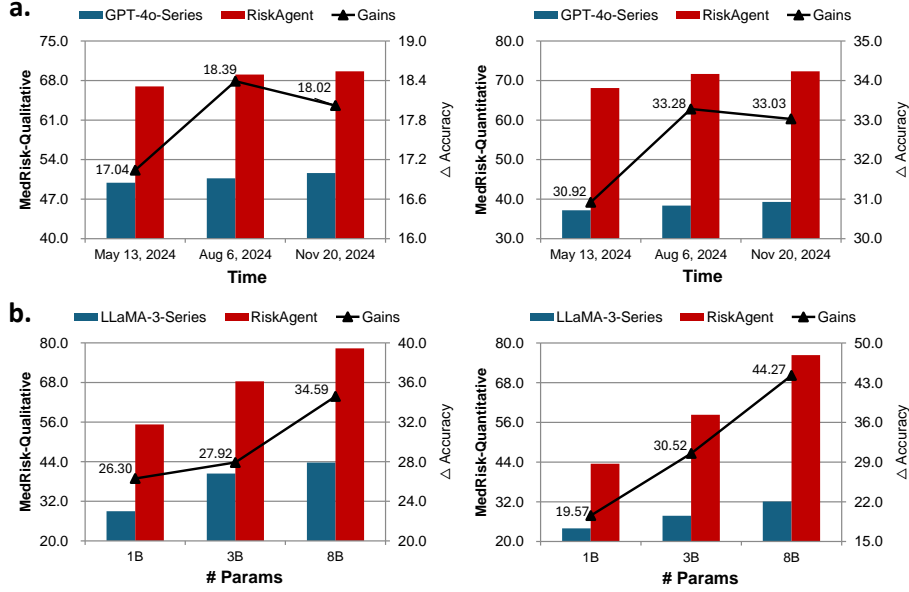 a.
GPT-4o-Series RiskAgent Gains
75.0 19.0
68.0 18.4
61.0 17.8
54.0 17.2
47.0 16.6
40.0 16.0
17.04 18.39 18.02
MedRisk-Qualitative
△ Accuracy
May 13, 2024 Aug 6, 2024 Nov 20, 2024
Time
GPT-4o-Series RiskAgent Gains
80.0 35.0
70.0 34.0
60.0 33.0
50.0 32.0
40.0 31.0
30.0 30.0
30.92 33.28 33.03
MedRisk-Quantitative
△ Accuracy
May 13, 2024 Aug 6, 2024 Nov 20, 2024
Time
b.
LLaMA-3-Series RiskAgent Gains
80.0 40.0
68.0 36.0
56.0 32.0
44.0 28.0
32.0 24.0
20.0 20.0
26.30 27.92 34.59
MedRisk-Qualitative
△ Accuracy
1B 3B 8B
# Params
LLaMA-3-Series RiskAgent Gains
80.0 50.0
68.0 43.0
56.0 36.0
44.0 29.0
32.0 22.0
20.0 15.0
19.57 30.52 44.27
MedRisk-Quantitative
△ Accuracy
1B 3B 8B
# Params